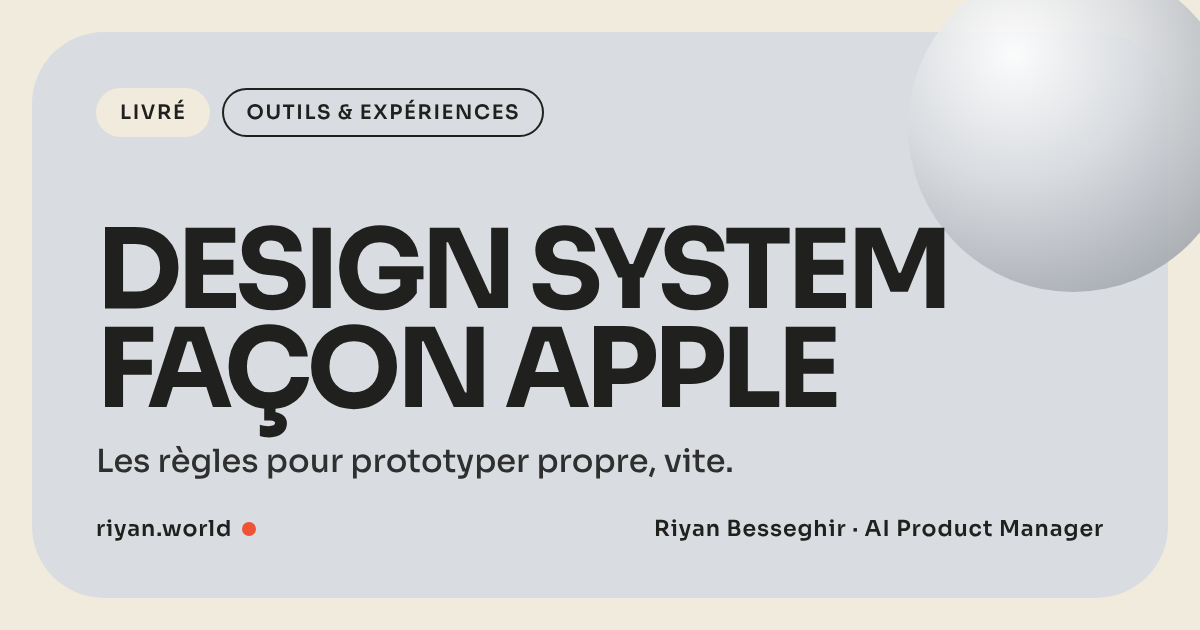 LIVRÉ
OUTILS & EXPÉRIENCES
DESIGN SYSTEM
FAÇON APPLE
Les règles pour prototyper propre, vite.
riyan.world
Riyan Besseghir · AI Product Manager